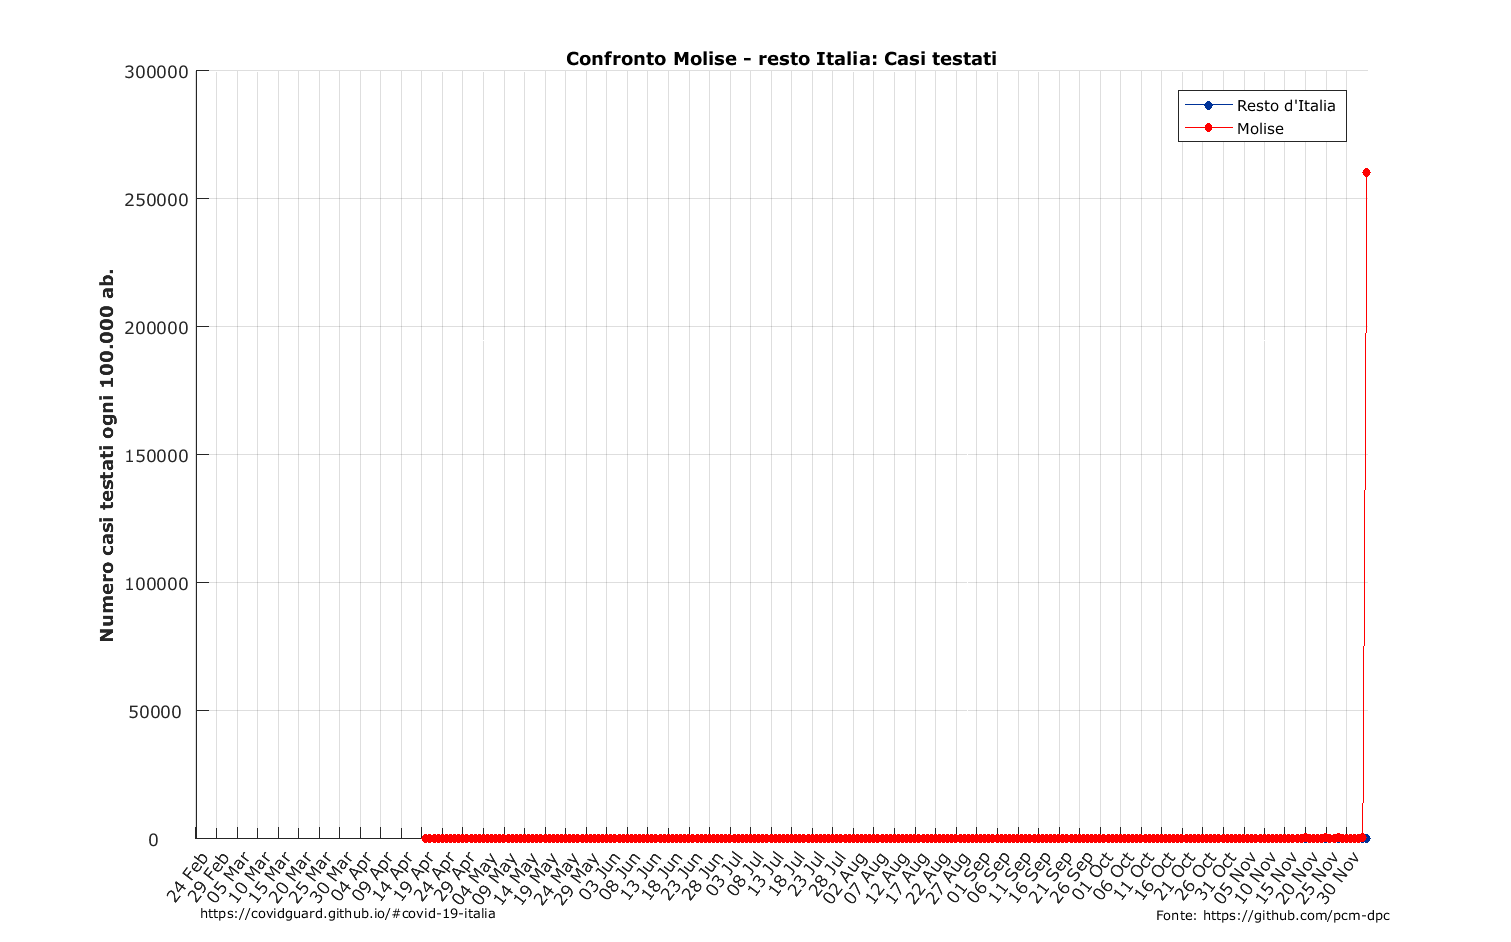 Confronto Molise - resto Italia: Casi testati
Resto d'Italia
Molise
Numero casi testati ogni 100.000 ab.
300000
250000
200000
150000
100000
50000
0
24 Feb
29 Feb
05 Mar
10 Mar
15 Mar
20 Mar
25 Mar
30 Mar
04 Apr
09 Apr
14 Apr
19 Apr
24 Apr
29 Apr
04 May
09 May
14 May
19 May
24 May
29 May
03 Jun
08 Jun
13 Jun
18 Jun
23 Jun
28 Jun
03 Jul
08 Jul
13 Jul
18 Jul
23 Jul
28 Jul
02 Aug
07 Aug
12 Aug
17 Aug
22 Aug
27 Aug
01 Sep
06 Sep
11 Sep
16 Sep
21 Sep
26 Sep
01 Oct
06 Oct
11 Oct
16 Oct
21 Oct
26 Oct
31 Oct
05 Nov
10 Nov
15 Nov
20 Nov
25 Nov
30 Nov
https://covidguard.github.io/#covid-19-italia
Fonte: https://github.com/pcm-dpc